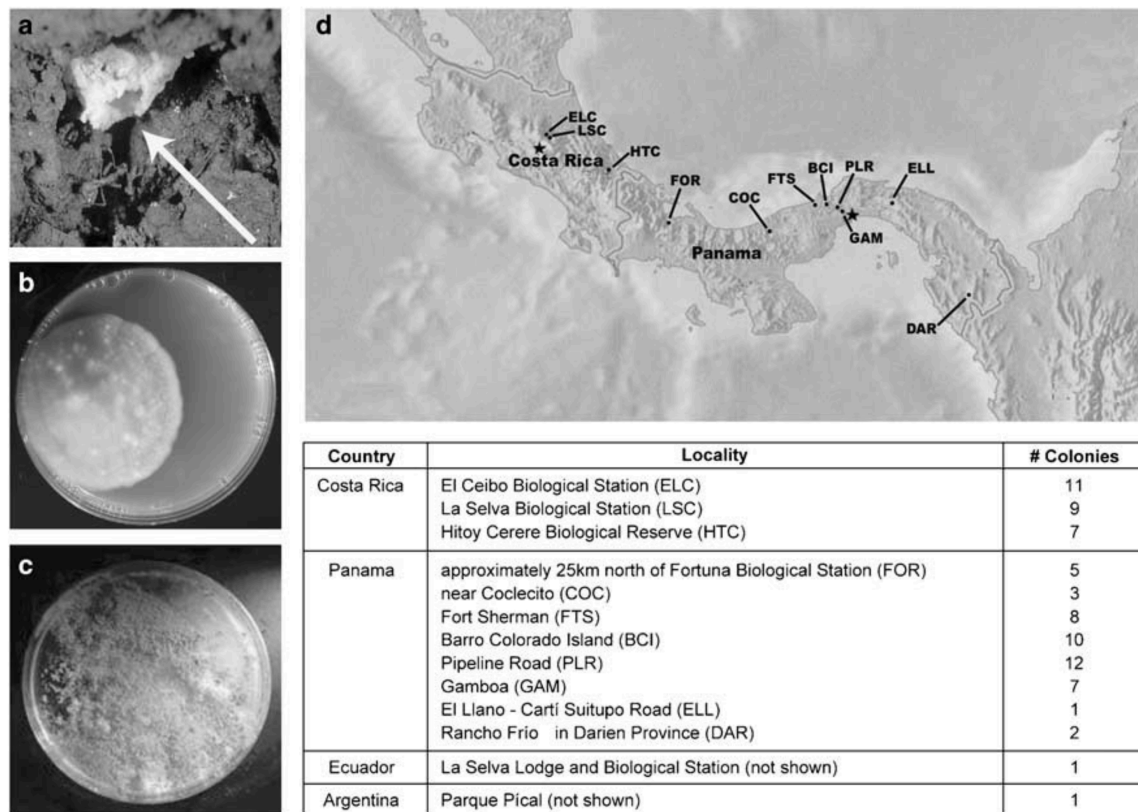 a
b
c
d
ELC
LSC
Costa Rica
HTC
FOR
COC
Panama
FTS
BCI
PLR
ELL
GAM
DAR
Country Locality # Colonies
Costa Rica El Ceibo Biological Station (ELC) 11
La Selva Biological Station (LSC) 9
Hitoy Cerere Biological Reserve (HTC) 7
Panama approximately 25km north of Fortuna Biological Station (FOR) 5
near Coclecito (COC) 3
Fort Sherman (FTS) 8
Barro Colorado Island (BCI) 10
Pipeline Road (PLR) 12
Gamboa (GAM) 7
El Llano - Cartí Suitupo Road (ELL) 1
Rancho Frío in Darien Province (DAR) 2
Ecuador La Selva Lodge and Biological Station (not shown) 1
Argentina Parque Pícal (not shown) 1